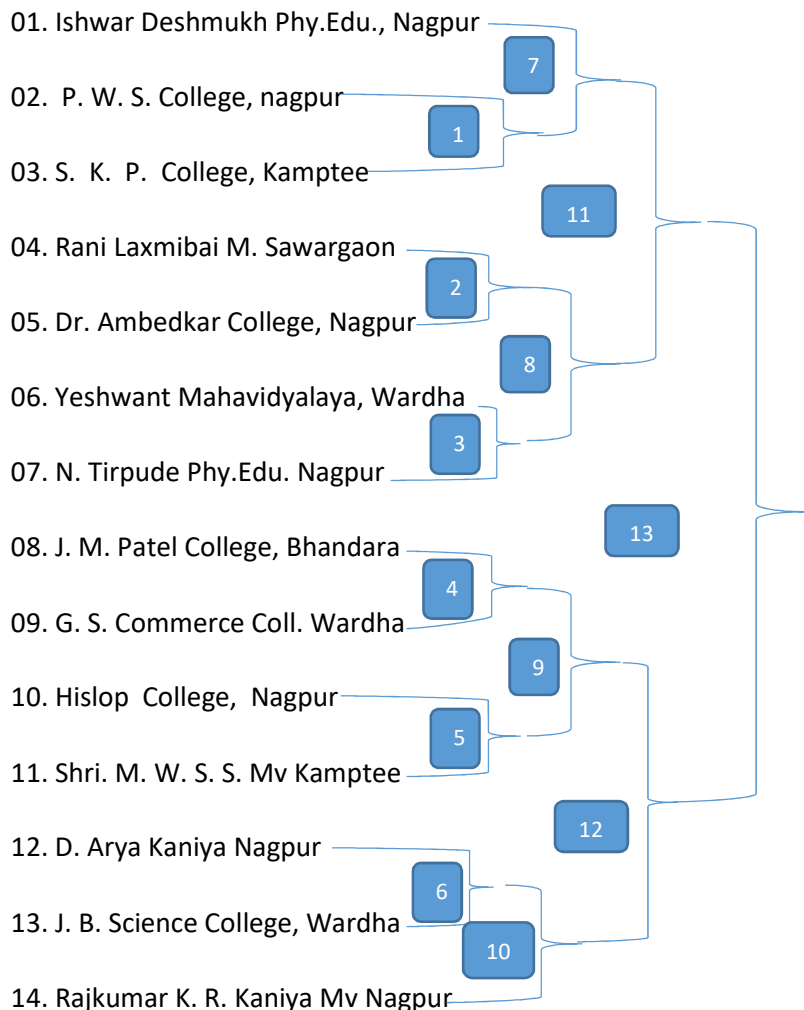 01. Ishwar Deshmukh Phy.Edu., Nagpur
7
02. P. W. S. College, nagpur
1
03. S. K. P. College, Kamptee
11
04. Rani Laxmibai M. Sawargaon
2
05. Dr. Ambedkar College, Nagpur
8
06. Yeshwant Mahavidyalaya, Wardha
3
07. N. Tirpude Phy.Edu. Nagpur
13
08. J. M. Patel College, Bhandara
4
09. G. S. Commerce Coll. Wardha
9
10. Hislop College, Nagpur
5
11. Shri. M. W. S. S. Mv Kamptee
12
12. D. Arya Kaniya Nagpur
6
13. J. B. Science College, Wardha
10
14. Rajkumar K. R. Kaniya Mv Nagpur